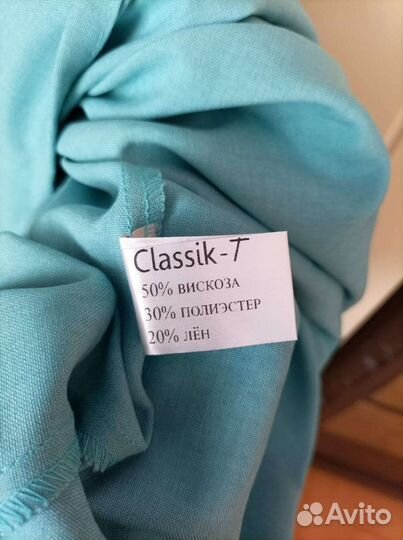 Classik-T
50% ВИСКОЗА
30% ПОЛИЭСТЕР
20% ЛЁН
Avito